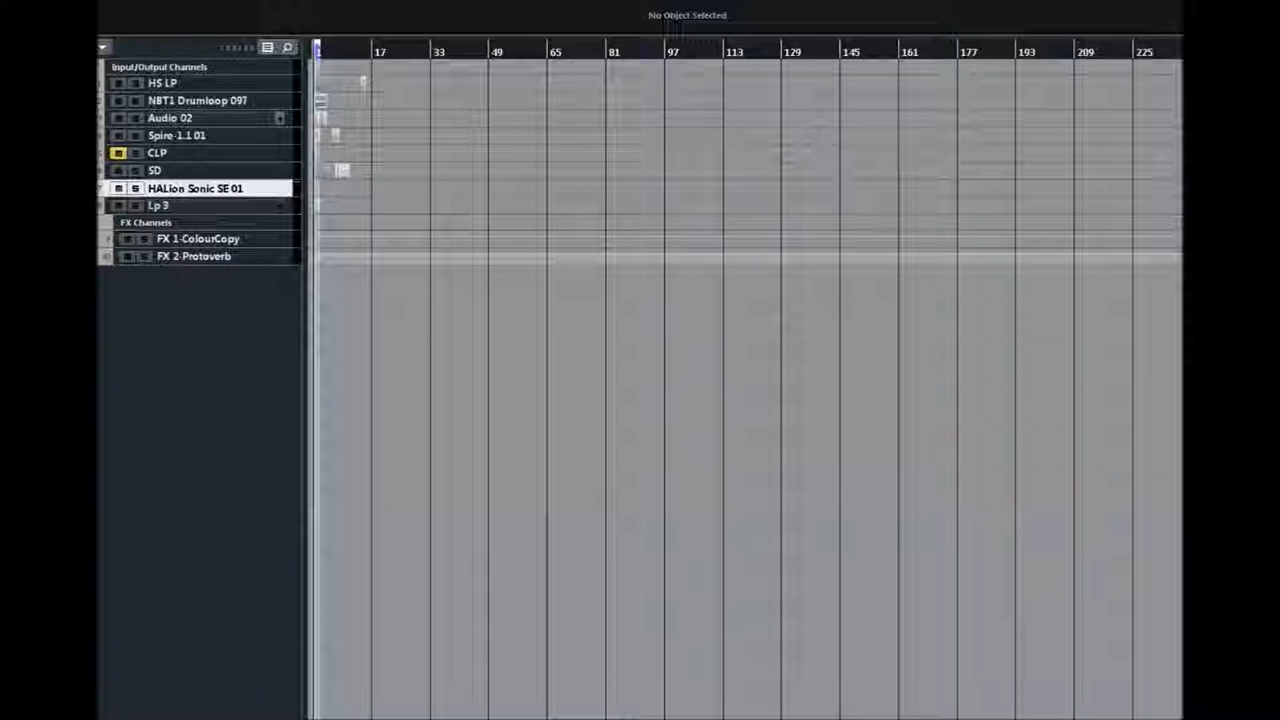 No Object Selected
1 17 33 49 65 81 97 113 129 145 161 177 193 209 225
Input/Output Channels
HS LP
NBT1 Drumloop 097
Audio 02
Spire-1.1 01
CLP
SD
HALion Sonic SE 01
Lp 3
FX Channels
FX 1-ColourCopy
FX 2-Protoverb